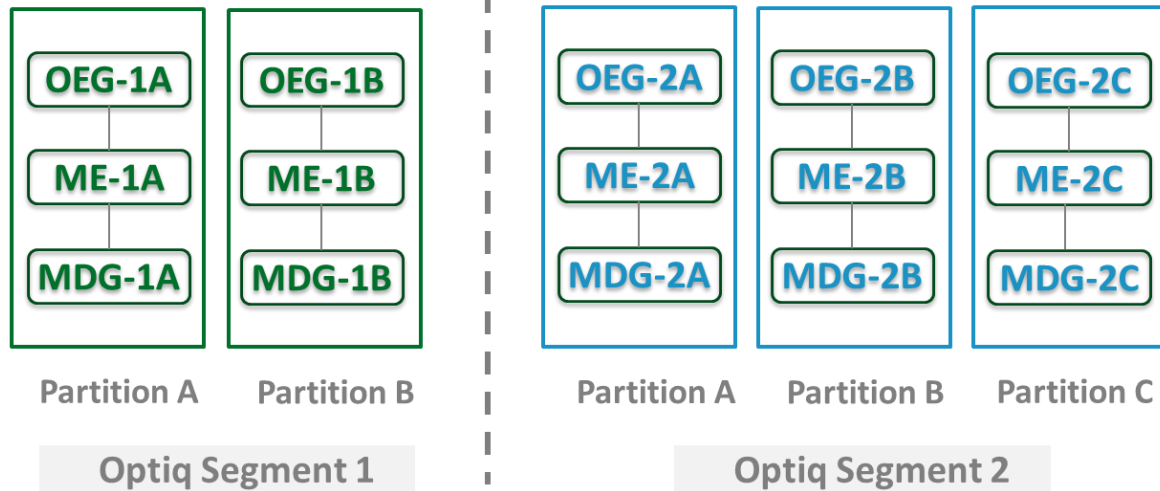 OEG-1A
ME-1A
MDG-1A
Partition A
OEG-1B
ME-1B
MDG-1B
Partition B
Optiq Segment 1
OEG-2A
ME-2A
MDG-2A
Partition A
OEG-2B
ME-2B
MDG-2B
Partition B
OEG-2C
ME-2C
MDG-2C
Partition C
Optiq Segment 2